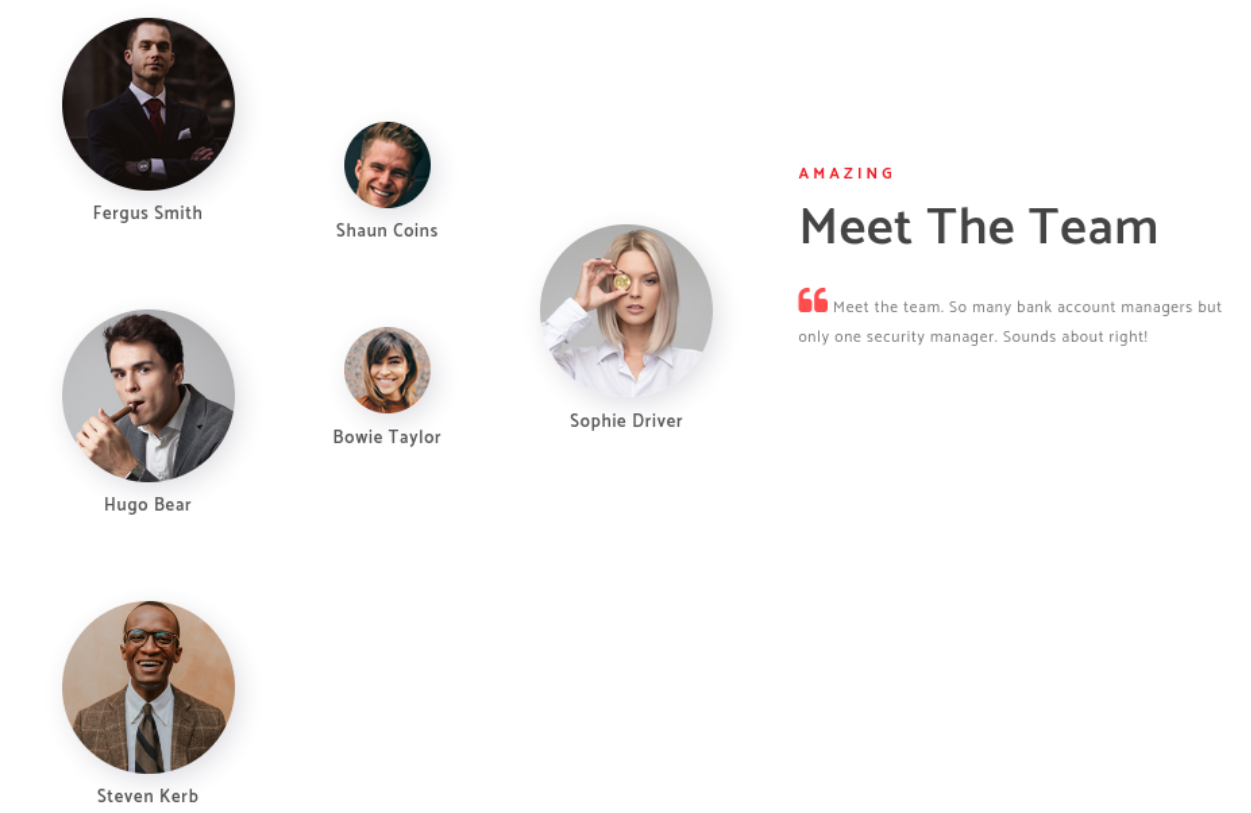 Fergus Smith
Shaun Coins
Hugo Bear
Bowie Taylor
Sophie Driver
Steven Kerb
AMAZING
Meet The Team
Meet the team. So many bank account managers but
only one security manager. Sounds about right!